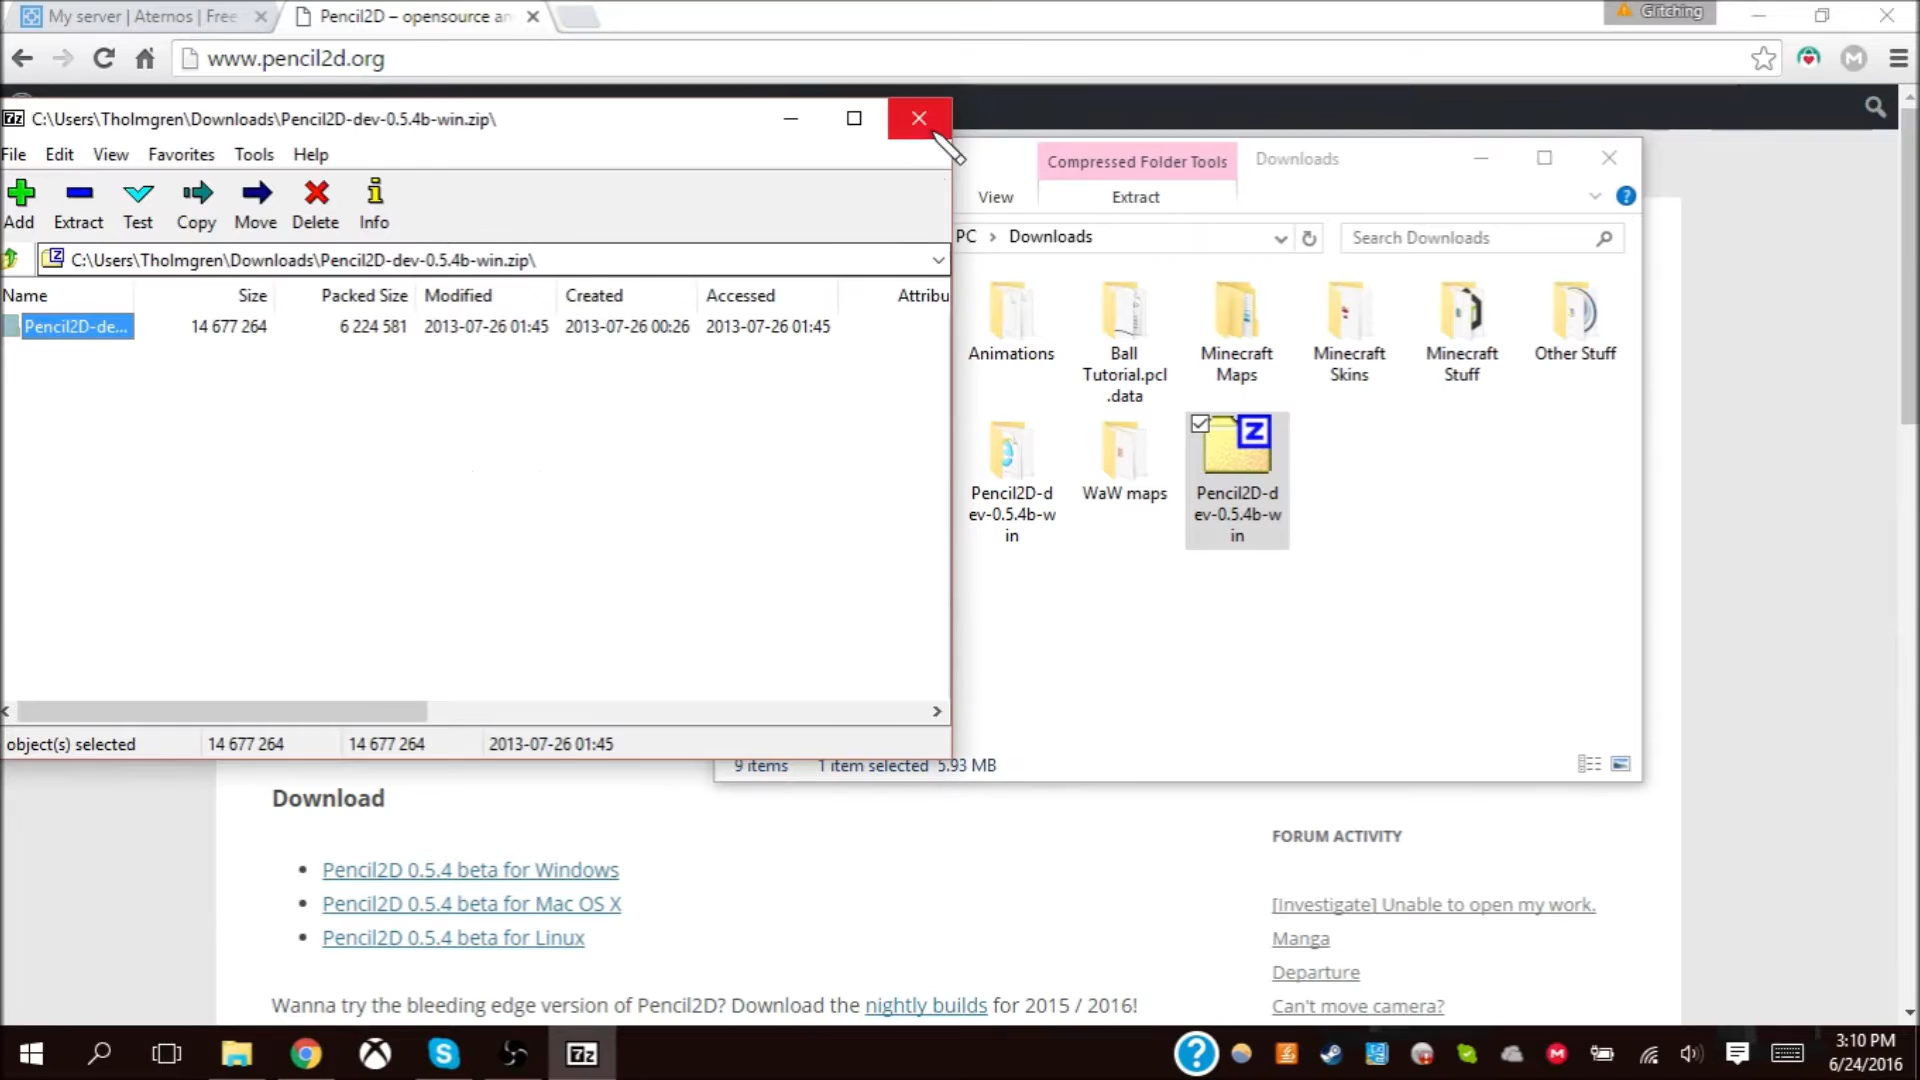 My server | Aternos | Free
Pencil2D – opensource an
Glitching
www.pencil2d.org
C:\Users\Tholmgren\Downloads\Pencil2D-dev-0.5.4b-win.zip\
File Edit View Favorites Tools Help
Add Extract Test Copy Move Delete Info
C:\Users\Tholmgren\Downloads\Pencil2D-dev-0.5.4b-win.zip\
Name Size Packed Size Modified Created Accessed Attribu
Pencil2D-de... 14 677 264 6 224 581 2013-07-26 01:45 2013-07-26 00:26 2013-07-26 01:45
object(s) selected 14 677 264 14 677 264 2013-07-26 01:45
Compressed Folder Tools Downloads
View Extract
PC > Downloads
Search Downloads
Animations
Ball
Tutorial.pcl
.data
Minecraft
Maps
Minecraft
Skins
Minecraft
Stuff
Other Stuff
Pencil2D-d
ev-0.5.4b-w
in
WaW maps
Pencil2D-d
ev-0.5.4b-w
in
9 items 1 item selected 5.93 MB
Download
• Pencil2D 0.5.4 beta for Windows
• Pencil2D 0.5.4 beta for Mac OS X
• Pencil2D 0.5.4 beta for Linux
Wanna try the bleeding edge version of Pencil2D? Download the nightly builds for 2015 / 2016!
FORUM ACTIVITY
[Investigate] Unable to open my work.
Manga
Departure
Can't move camera?
7z
3:10 PM
6/24/2016